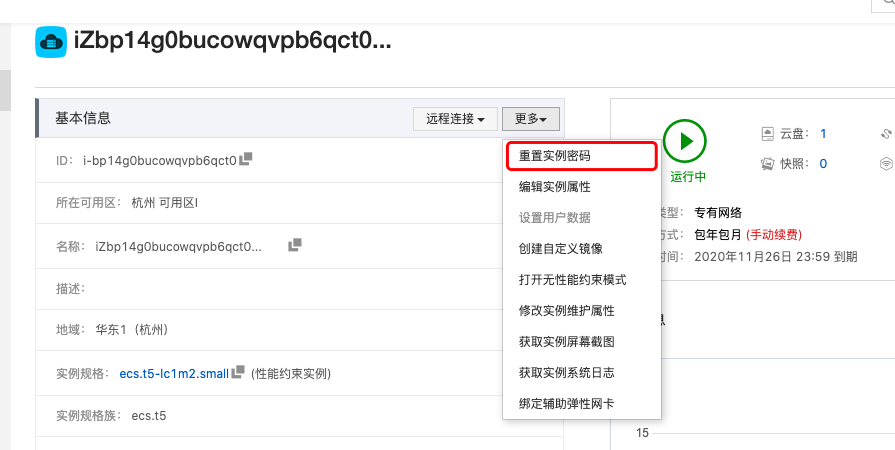 iZbp14g0bucowqvpb6qct0...
基本信息
远程连接
更多
重置实例密码
编辑实例属性
设置用户数据
创建自定义镜像
打开无性能约束模式
修改实例维护属性
获取实例屏幕截图
获取实例系统日志
绑定辅助弹性网卡
ID： i-bp14g0bucowqvpb6qct0
所在可用区： 杭州 可用区I
名称： iZbp14g0bucowqvpb6qct0...
描述：
地域： 华东1（杭州）
实例规格： ecs.t5-lc1m2.small (性能约束实例)
实例规格族： ecs.t5
运行中
云盘： 1
快照： 0
类型： 专有网络
方式： 包年包月 (手动续费)
时间： 2020年11月26日 23:59 到期
息
15